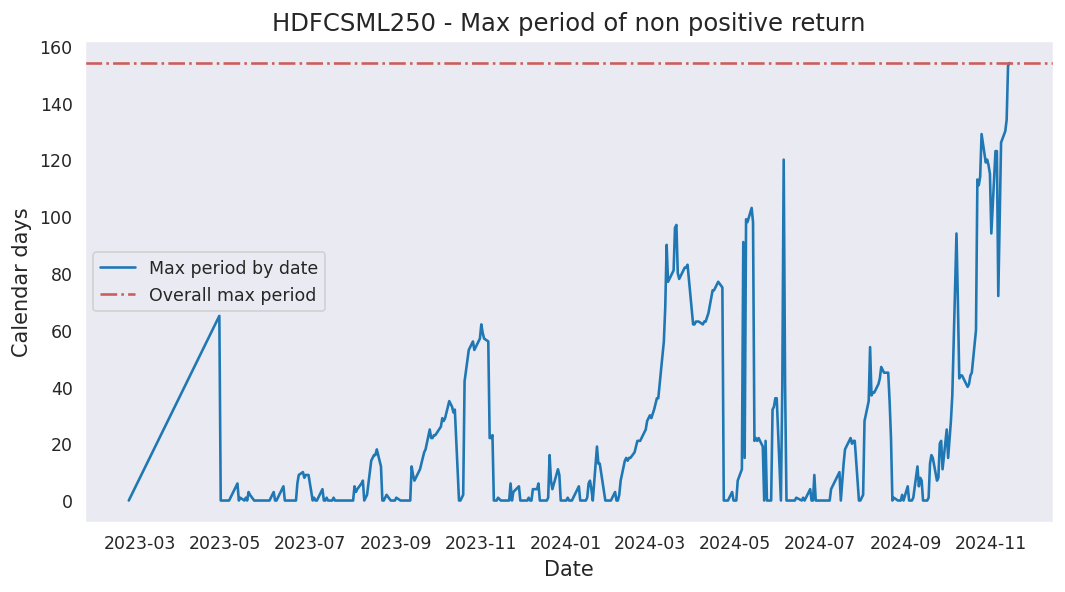 HDFCSML250 - Max period of non positive return
Calendar days
160
140
120
100
80
60
40
20
0
Max period by date
Overall max period
2023-03 2023-05 2023-07 2023-09 2023-11 2024-01 2024-03 2024-05 2024-07 2024-09 2024-11
Date